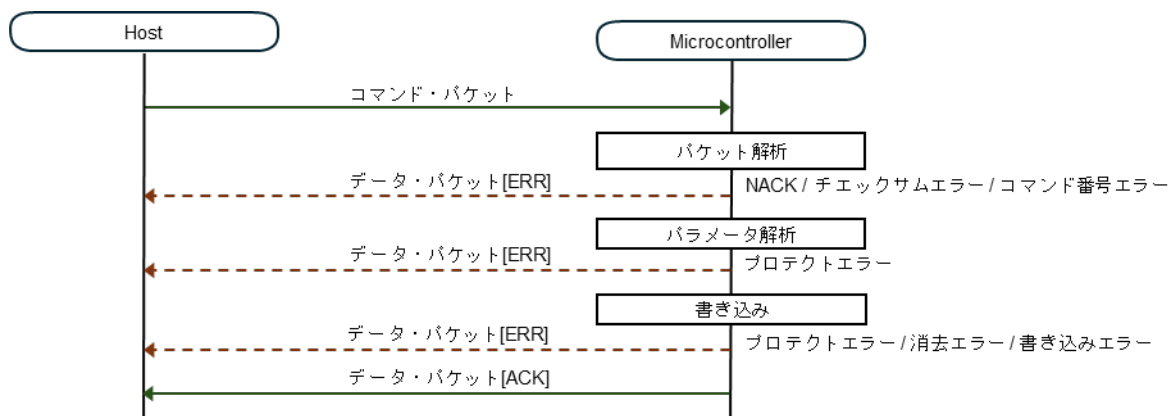 Host
Microcontroller
コマンド・パケット
パケット解析
データ・パケット[ERR]
NACK / チェックサムエラー / コマンド番号エラー
パラメータ解析
データ・パケット[ERR]
プロテクトエラー
書き込み
データ・パケット[ERR]
プロテクトエラー / 消去エラー / 書き込みエラー
データ・パケット[ACK]